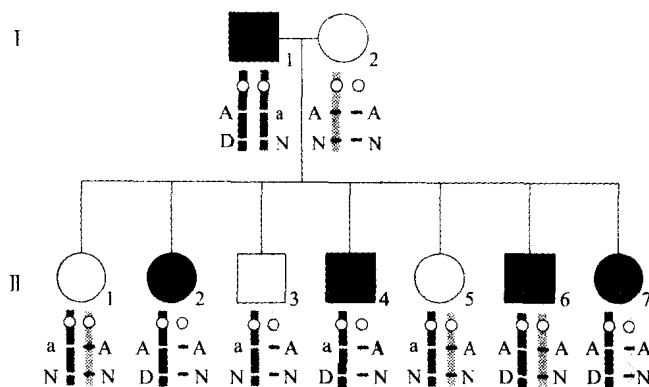 I
1 2
A a A A
D N N N
II
1 2 3 4 5 6 7
a A A A a A a A a A A A A A
N N D N N N D N N N D N D N